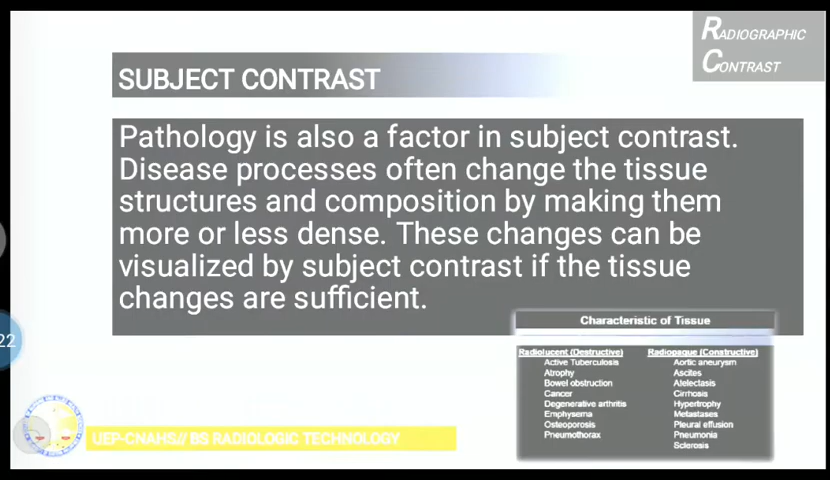 RADIOGRAPHIC
CONTRAST
SUBJECT CONTRAST
Pathology is also a factor in subject contrast.
Disease processes often change the tissue
structures and composition by making them
more or less dense. These changes can be
visualized by subject contrast if the tissue
changes are sufficient.
Characteristic of Tissue
Radiolucent (Destructive) Radiopaque (Constructive)
Active Tuberculosis Aortic aneurysm
Atrophy Ascites
Bowel obstruction Atelectasis
Cancer Cirrhosis
Degenerative arthritis Hypertrophy
Emphysema Metastases
Osteoporosis Pleural effusion
Pneumothorax Pneumonia
Sclerosis
22
UEP-CNAHS// BS RADIOLOGIC TECHNOLOGY